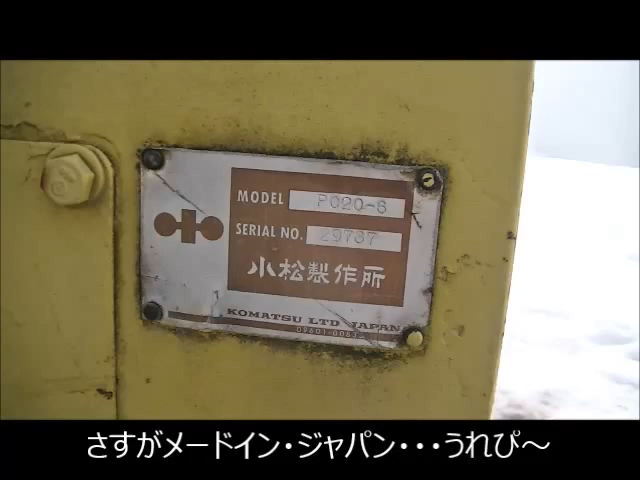 MODEL PC20-6
SERIAL NO. 29787
小松製作所
KOMATSU LTD JAPAN
さすがメードイン・ジャパン・・・うれぴ～